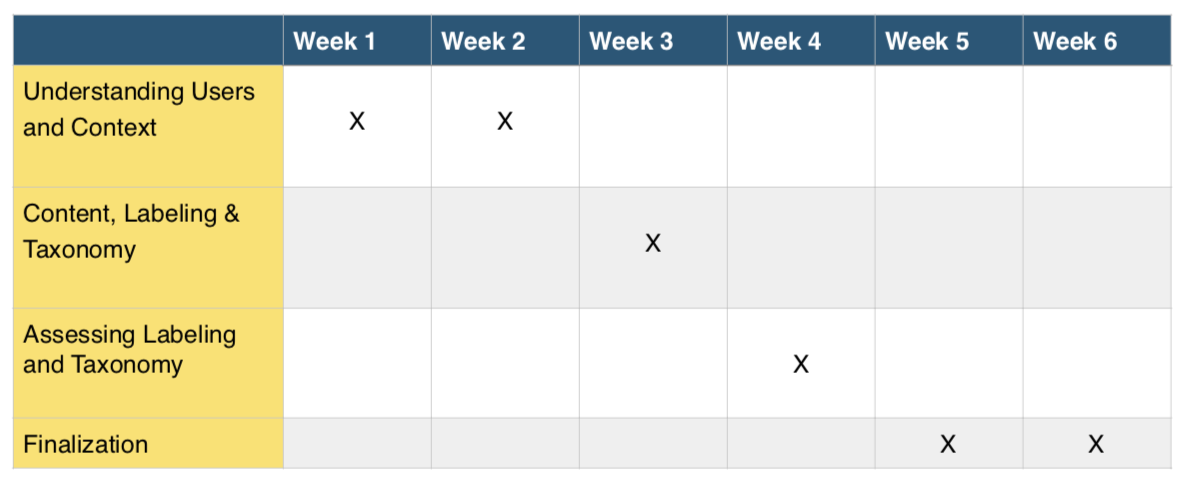 Week 1 Week 2 Week 3 Week 4 Week 5 Week 6
Understanding Users
and Context
X X
Content, Labeling &
Taxonomy
X
Assessing Labeling
and Taxonomy
X
Finalization X X